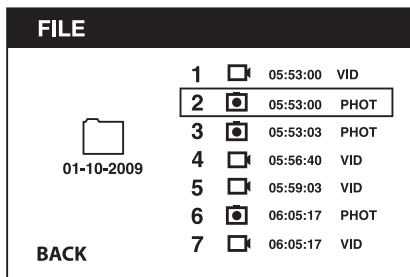 FILE
1 05:53:00 VID
2 05:53:00 PHOT
3 05:53:03 PHOT
4 05:56:40 VID
5 05:59:03 VID
6 06:05:17 PHOT
7 06:05:17 VID
01-10-2009
BACK